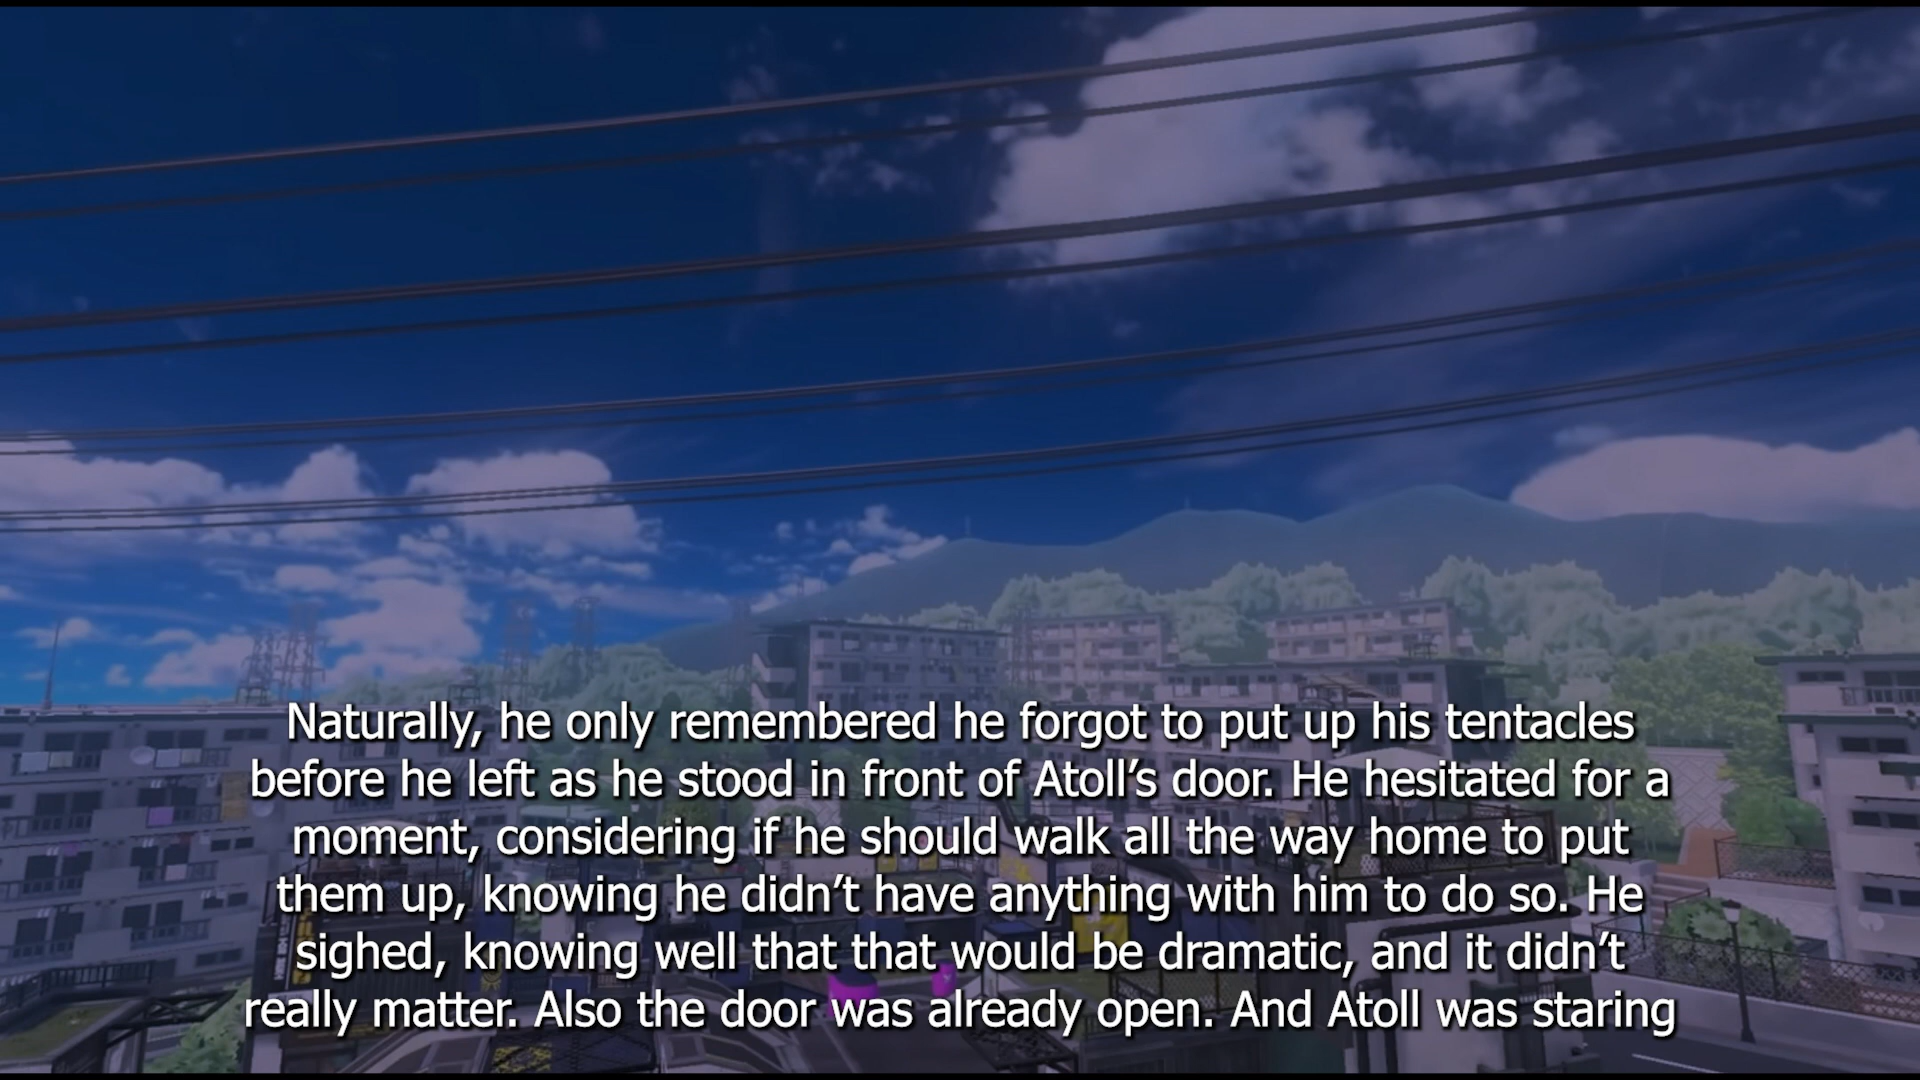 Naturally, he only remembered he forgot to put up his tentacles
before he left as he stood in front of Atoll’s door. He hesitated for a
moment, considering if he should walk all the way home to put
them up, knowing he didn’t have anything with him to do so. He
sighed, knowing well that that would be dramatic, and it didn’t
really matter. Also the door was already open. And Atoll was staring